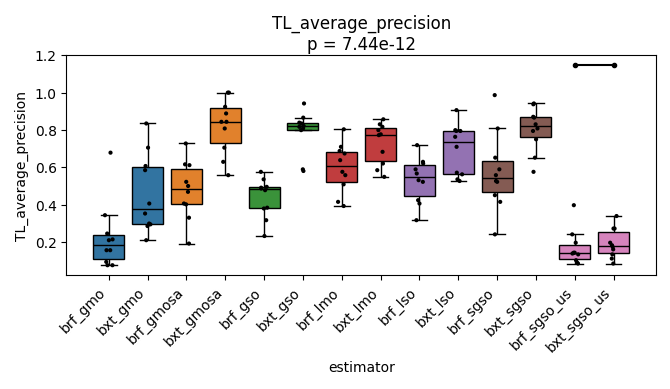 TL_average_precision
p = 7.44e-12
TL_average_precision
1.2
1.0
0.8
0.6
0.4
0.2
brf_gmo
bxt_gmo
brf_gmosa
bxt_gmosa
brf_gso
bxt_gso
brf_lmo
bxt_lmo
brf_lso
bxt_lso
brf_sgso
bxt_sgso
brf_sgso_us
bxt_sgso_us
estimator